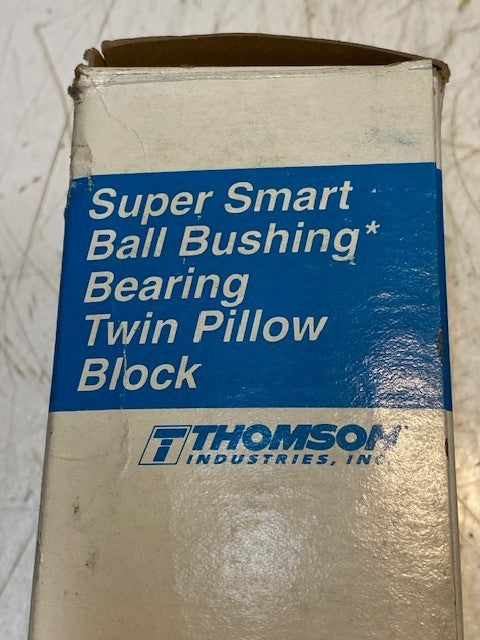 Super Smart
Ball Bushing*
Bearing
Twin Pillow
Block
THOMSON
INDUSTRIES, INC.